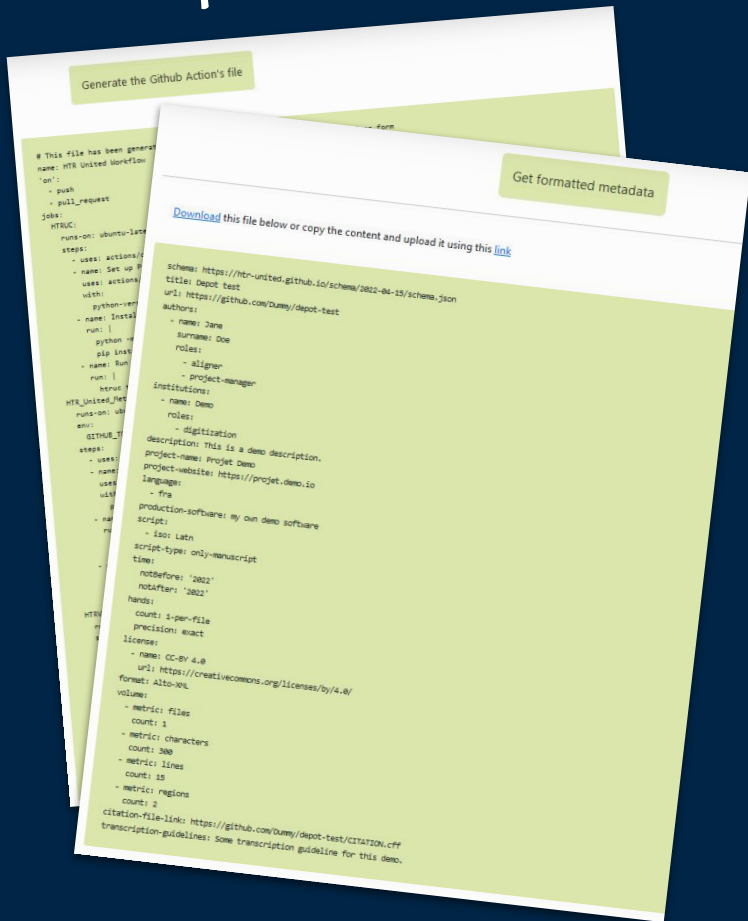 Generate the Github Action's file
# This file has been generat
form
name: HTR United Workflow
'on':
- push
- pull_request
jobs:
HTRUC:
runs-on: ubuntu-late
steps:
- uses: actions/c
- name: Set up P
uses: actions/
with:
python-vers
- name: Instal
run: |
python -m
pip inst
- name: Run
run: |
htruc t
HTR_United_Met
runs-on: ubu
env:
GITHUB_T
steps:
- uses:
- name:
uses
with
- nam
ru
HTRU
Get formatted metadata
Download this file below or copy the content and upload it using this link
schema: https://htr-united.github.io/schema/2022-04-15/schema.json
title: Depot test
url: https://github.com/Dummy/depot-test
authors:
- name: Jane
surname: Doe
roles:
- aligner
- project-manager
institutions:
- name: Demo
roles:
- digitization
description: This is a demo description.
project-name: Projet Demo
project-website: https://projet.demo.io
language:
- fra
production-software: my own demo software
script:
- iso: Latn
script-type: only-manuscript
time:
notBefore: '2022'
notAfter: '2022'
hands:
count: 1-per-file
precision: exact
license:
- name: CC-BY 4.0
url: https://creativecommons.org/licenses/by/4.0/
format: Alto-XML
volume:
- metric: files
count: 1
- metric: characters
count: 300
- metric: lines
count: 15
- metric: regions
count: 2
citation-file-link: https://github.com/Dummy/depot-test/CITATION.cff
transcription-guidelines: Some transcription guideline for this demo.